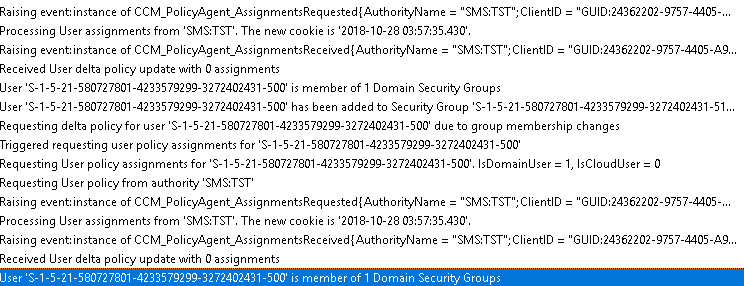 Raising event:instance of CCM_PolicyAgent_AssignmentsRequested{AuthorityName = "SMS:TST";ClientID = "GUID:24362202-9757-4405-...
Processing User assignments from 'SMS:TST'. The new cookie is '2018-10-28 03:57:35.430'.
Raising event:instance of CCM_PolicyAgent_AssignmentsReceived{AuthorityName = "SMS:TST";ClientID = "GUID:24362202-9757-4405-A9...
Received User delta policy update with 0 assignments
User 'S-1-5-21-580727801-4233579299-3272402431-500' is member of 1 Domain Security Groups
User 'S-1-5-21-580727801-4233579299-3272402431-500' has been added to Security Group 'S-1-5-21-580727801-4233579299-3272402431-51...
Requesting delta policy for user 'S-1-5-21-580727801-4233579299-3272402431-500' due to group membership changes
Triggered requesting user policy assignments for 'S-1-5-21-580727801-4233579299-3272402431-500'
Requesting User policy assignments for 'S-1-5-21-580727801-4233579299-3272402431-500'. IsDomainUser = 1, IsCloudUser = 0
Requesting User policy from authority 'SMS:TST'
Raising event:instance of CCM_PolicyAgent_AssignmentsRequested{AuthorityName = "SMS:TST";ClientID = "GUID:24362202-9757-4405-...
Processing User assignments from 'SMS:TST'. The new cookie is '2018-10-28 03:57:35.430'.
Raising event:instance of CCM_PolicyAgent_AssignmentsReceived{AuthorityName = "SMS:TST";ClientID = "GUID:24362202-9757-4405-A9...
Received User delta policy update with 0 assignments
User 'S-1-5-21-580727801-4233579299-3272402431-500' is member of 1 Domain Security Groups